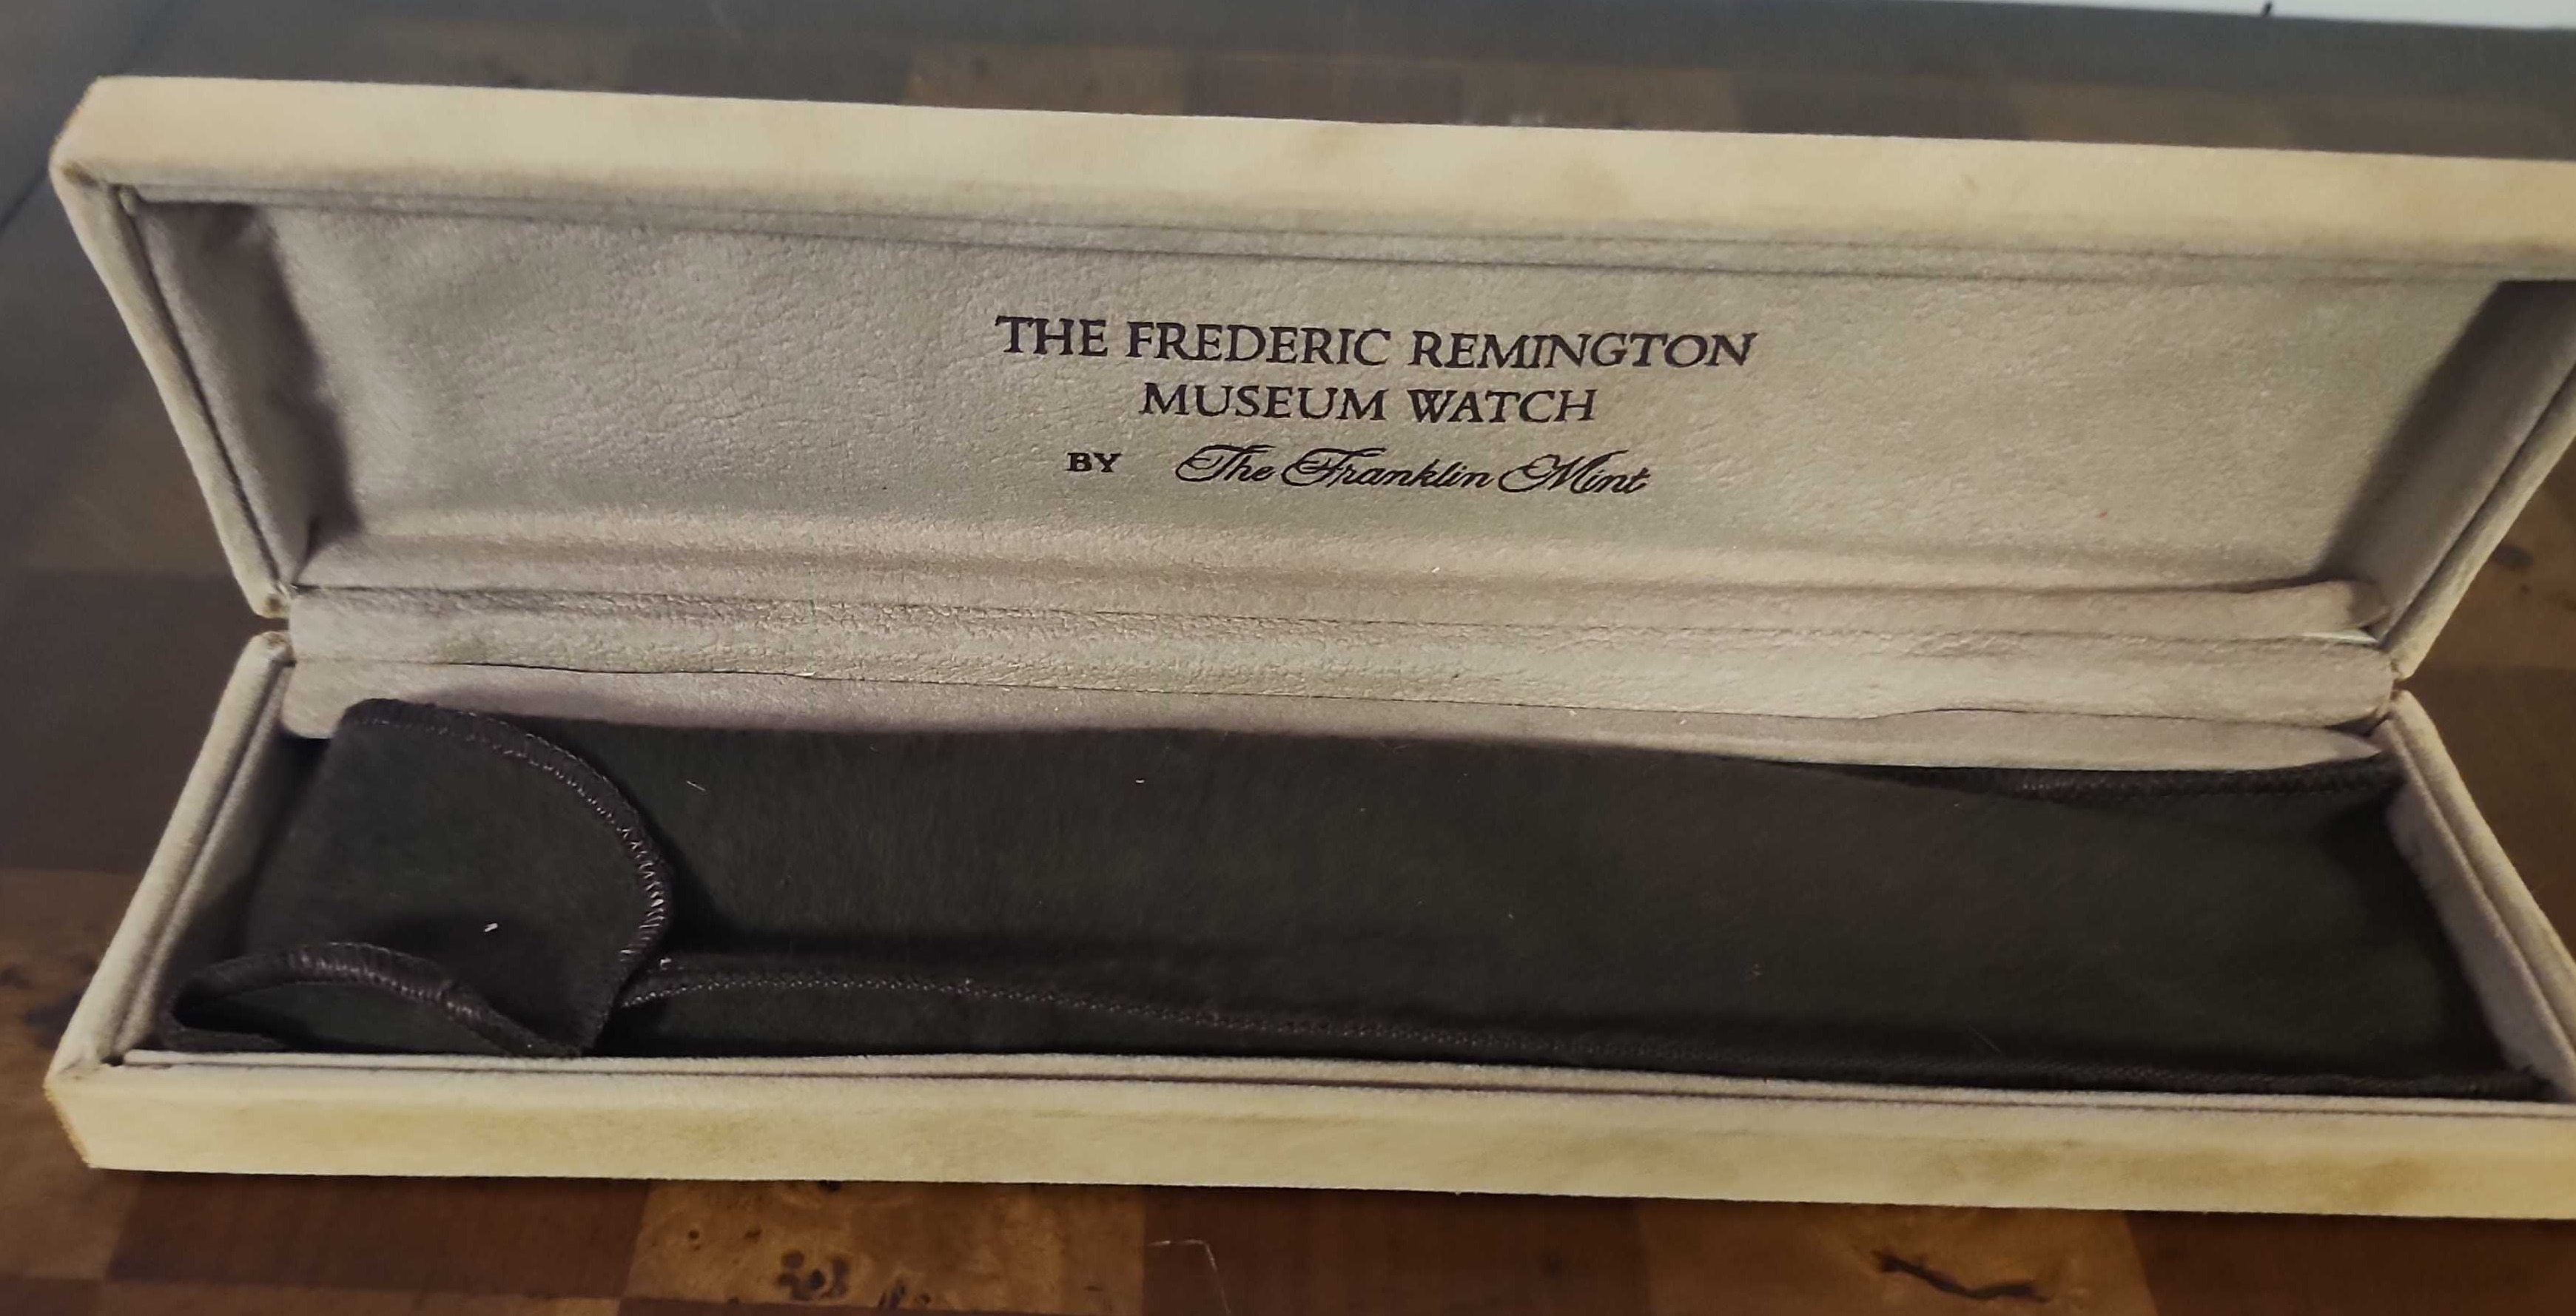 THE FREDERIC REMINGTON
MUSEUM WATCH
BY The Franklin Mint